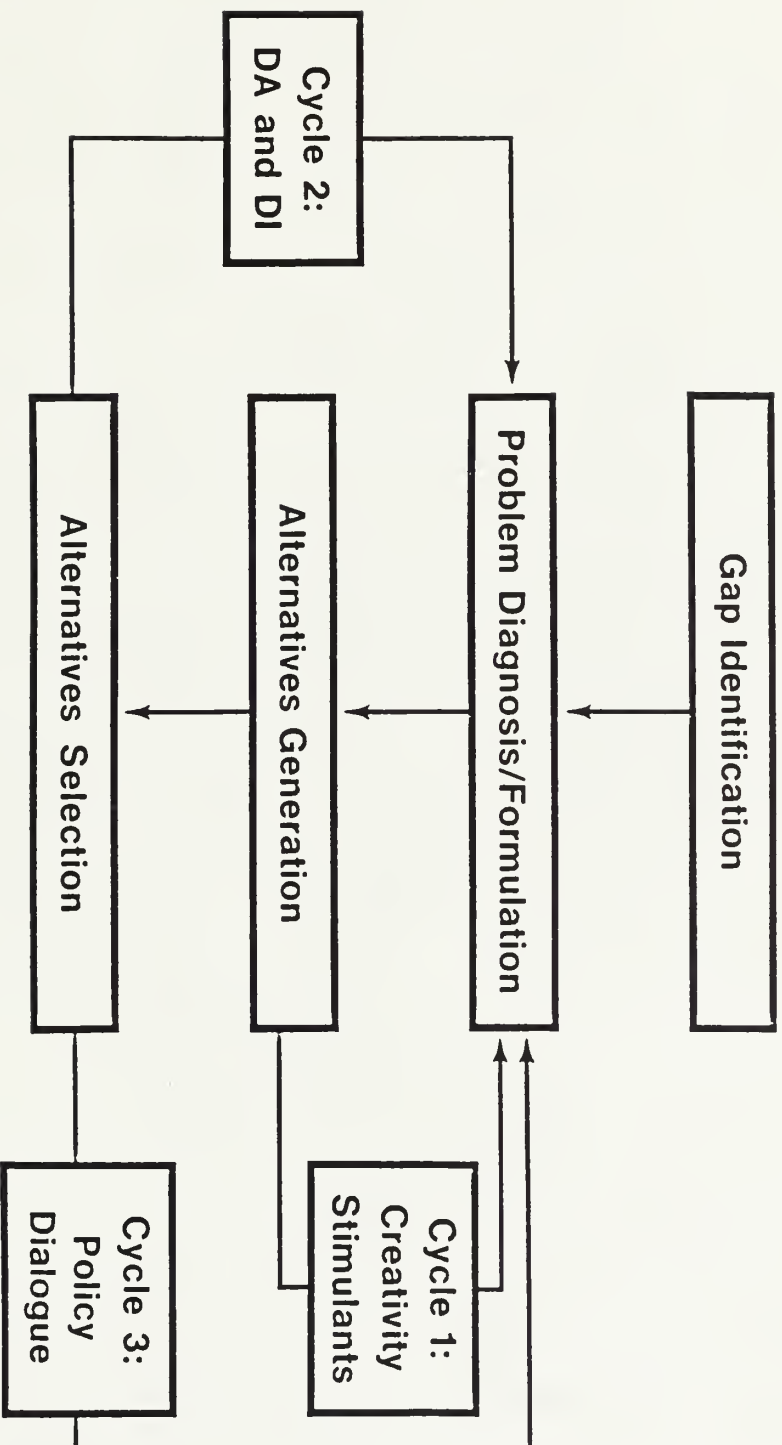 Gap Identification
Problem Diagnosis/Formulation
Cycle 2:
DA and DI
Cycle 1:
Creativity
Stimulants
Alternatives Generation
Alternatives Selection
Cycle 3:
Policy
Dialogue